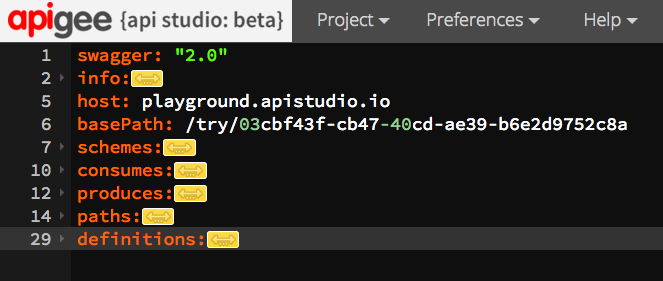 apigee {api studio: beta} Project Preferences Help
1 swagger: "2.0"
2 info:
5 host: playground.apistudio.io
6 basePath: /try/03cbf43f-cb47-40cd-ae39-b6e2d9752c8a
7 schemes:
10 consumes:
12 produces:
14 paths:
29 definitions: